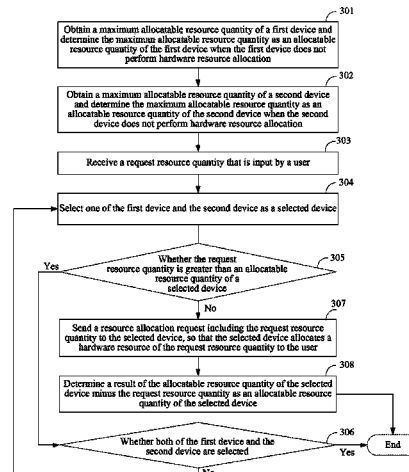 301
Obtain a maximum allocatable resource quantity of a first device and
determine the maximum allocatable resource quantity as an allocatable
resource quantity of the first device when the first device does not
perform hardware resource allocation
302
Obtain a maximum allocatable resource quantity of a second device
and determine the maximum allocatable resource quantity as an
allocatable resource quantity of the second device when the second
device does not perform hardware resource allocation
303
Receive a request resource quantity that is input by a user
304
Select one of the first device and the second device as a selected device
305
Yes
Whether the request
resource quantity is greater than an allocatable
resource quantity of a
selected device
No
307
Send a resource allocation request including the request resource
quantity to the selected device, so that the selected device allocates a
hardware resource of the request resource quantity to the user
308
Determine a result of the allocatable resource quantity of the selected
device minus the request resource quantity as an allocatable resource
quantity of the selected device
306
Whether both of the first device and the
second device are selected
Yes
End
No